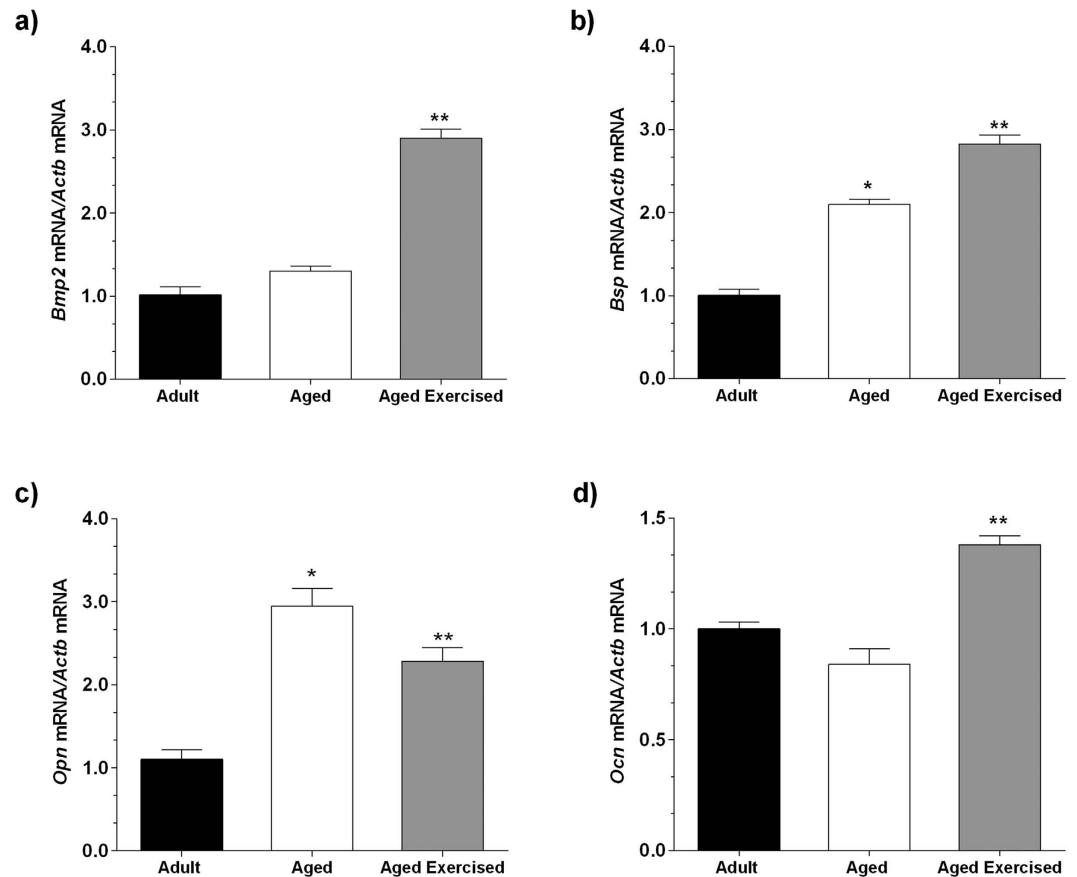 a)
Bmp2 mRNA/Actb mRNA
4.0
3.0
2.0
1.0
0.0
**
Adult
Aged
Aged Exercised
b)
Bsp mRNA/Actb mRNA
4.0
3.0
2.0
1.0
0.0
*
**
Adult
Aged
Aged Exercised
c)
Opn mRNA/Actb mRNA
4.0
3.0
2.0
1.0
0.0
*
**
Adult
Aged
Aged Exercised
d)
Ocn mRNA/Actb mRNA
1.5
1.0
0.5
0.0
**
Adult
Aged
Aged Exercised